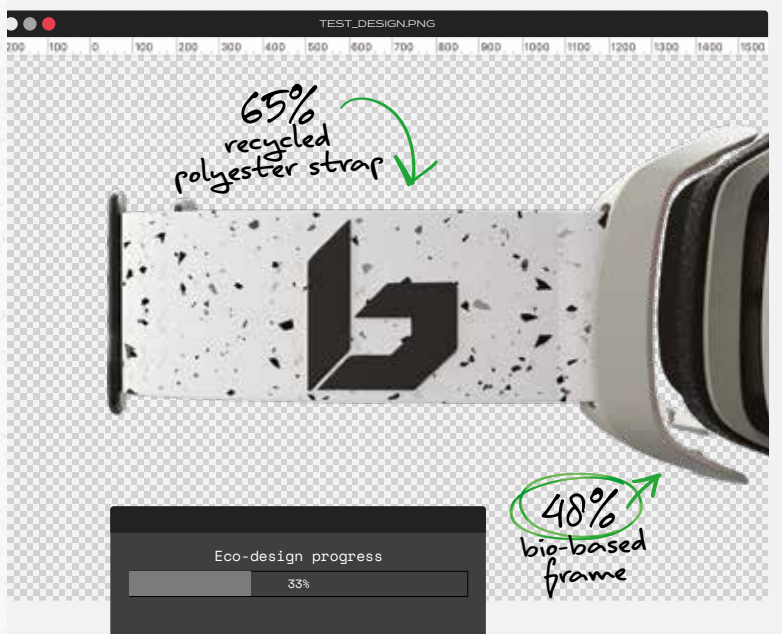 TEST_DESIGN.PNG
200 100 0 100 200 300 400 500 600 700 800 900 1000 1100 1200 1300 1400 1500
65%
recycled
polyester strap
48%
bio-based
frame
Eco-design progress
33%